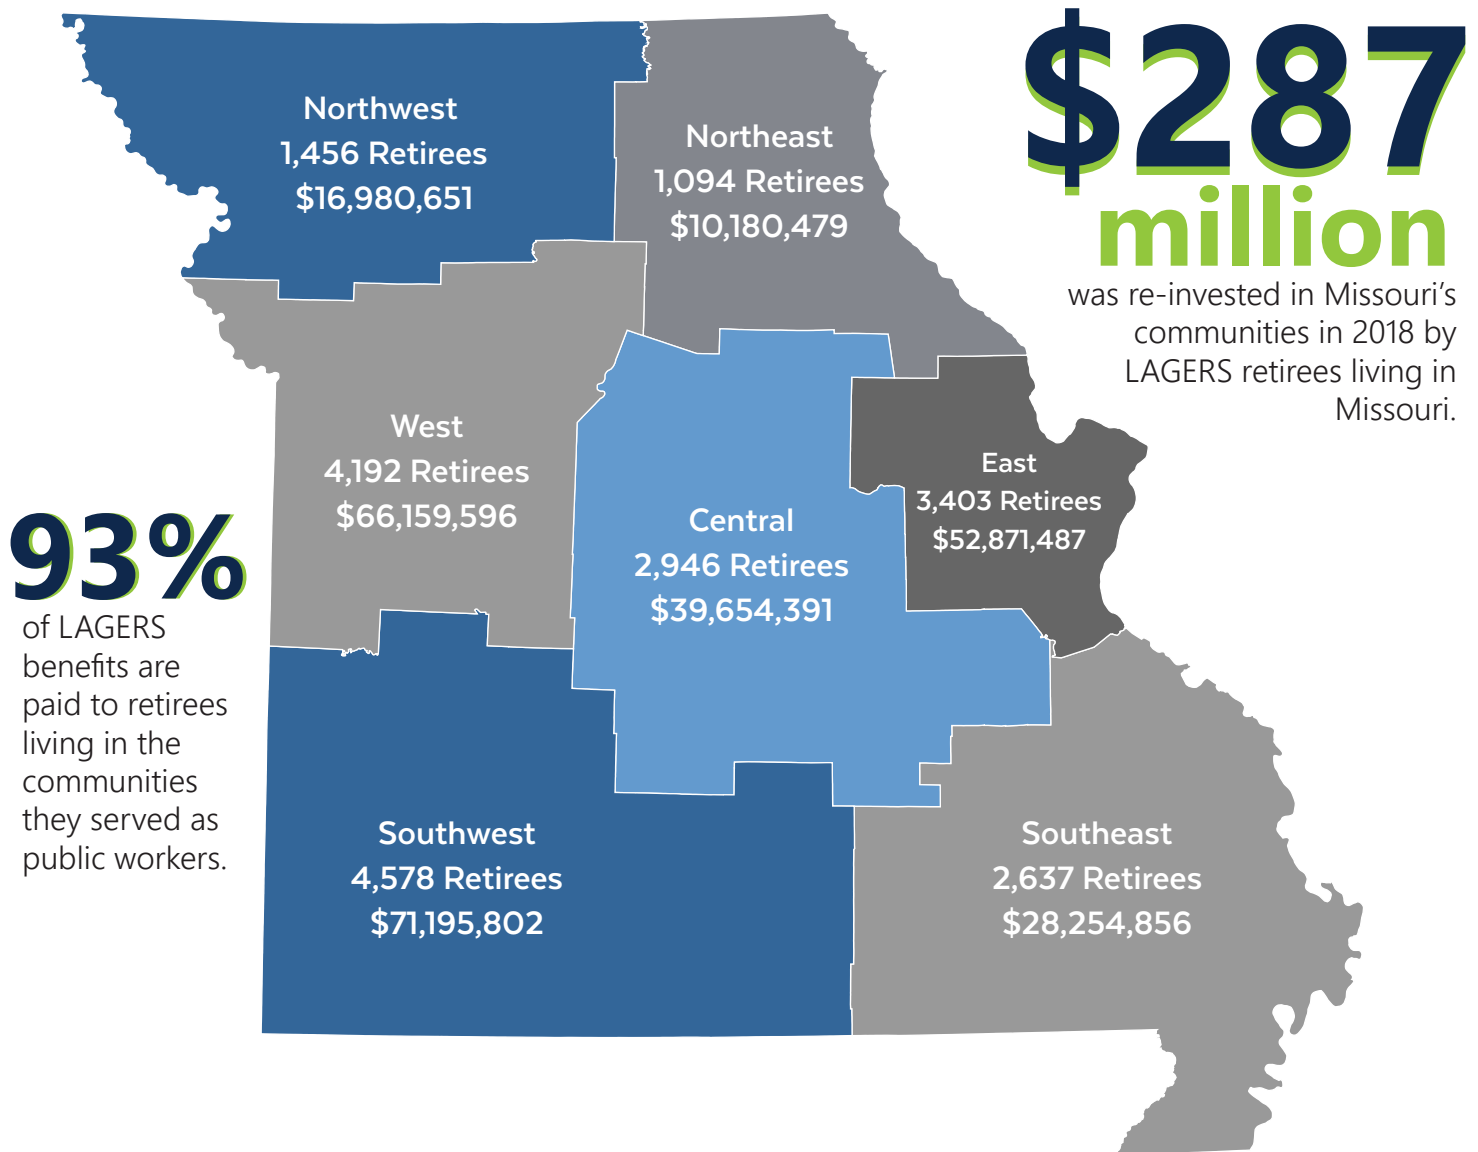 Northwest
1,456 Retirees
$16,980,651
Northeast
1,094 Retirees
$10,180,479
$287
million
was re-invested in Missouri’s
communities in 2018 by
LAGERS retirees living in
Missouri.
West
4,192 Retirees
$66,159,596
East
3,403 Retirees
$52,871,487
Central
2,946 Retirees
$39,654,391
93%
of LAGERS
benefits are
paid to retirees
living in the
communities
they served as
public workers.
Southwest
4,578 Retirees
$71,195,802
Southeast
2,637 Retirees
$28,254,856